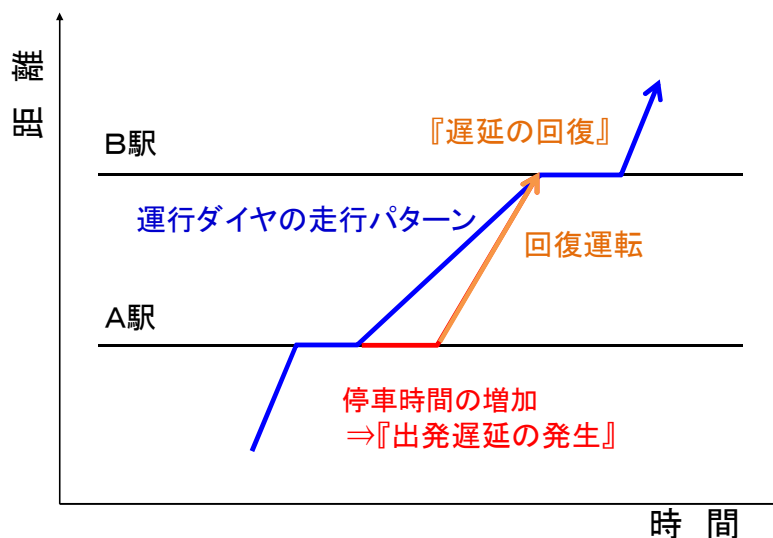 距離
『遅延の回復』
B駅
運行ダイヤの走行パターン
回復運転
A駅
停車時間の増加
⇒『出発遅延の発生』
時 間